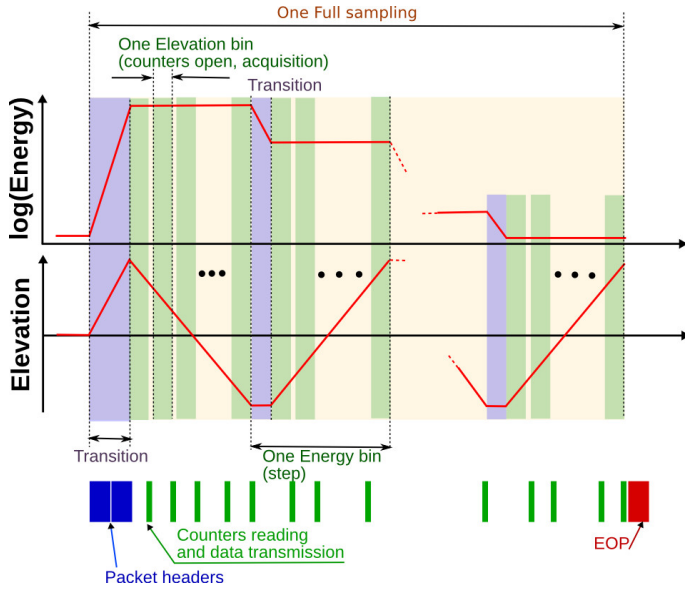 One Full sampling
One Elevation bin
(counters open, acquisition)
Transition
log(Energy)
Elevation
Transition
One Energy bin
(step)
Counters reading
and data transmission
EOP
Packet headers